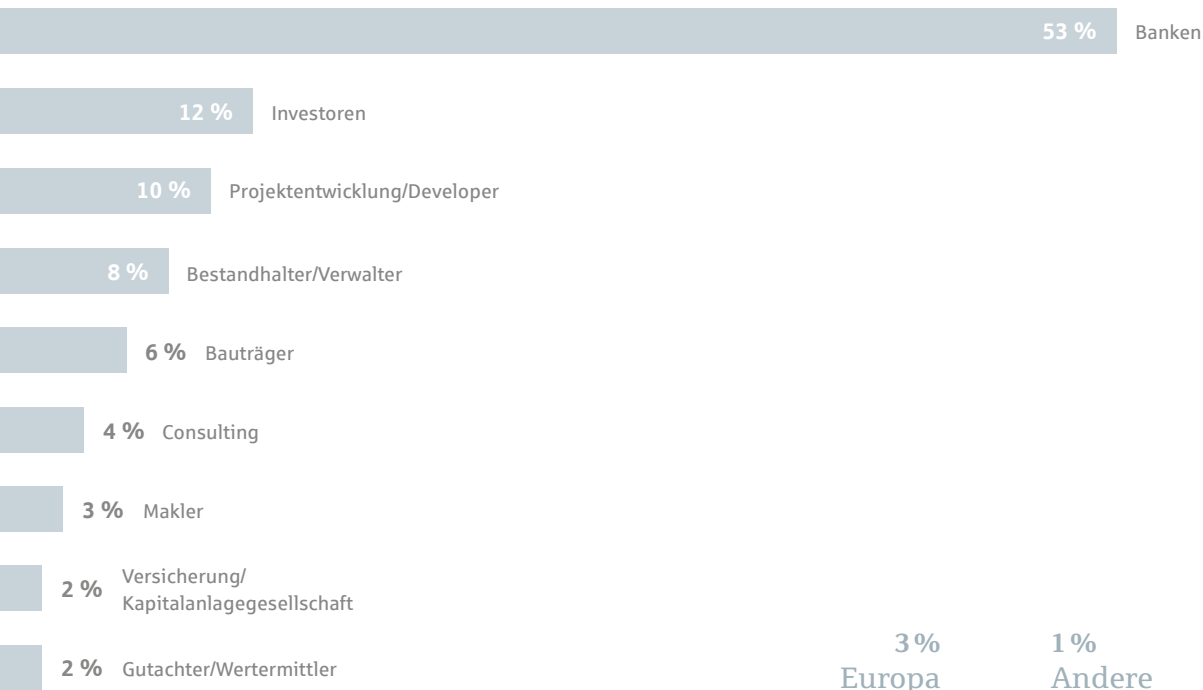 53 % Banken
12 % Investoren
10 % Projektentwicklung/Developer
8 % Bestandhalter/Verwalter
6 % Bauträger
4 % Consulting
3 % Makler
2 % Versicherung/
Kapitalanlagegesellschaft
2 % Gutachter/Wertermittler
3 %
Europa
1 %
Andere